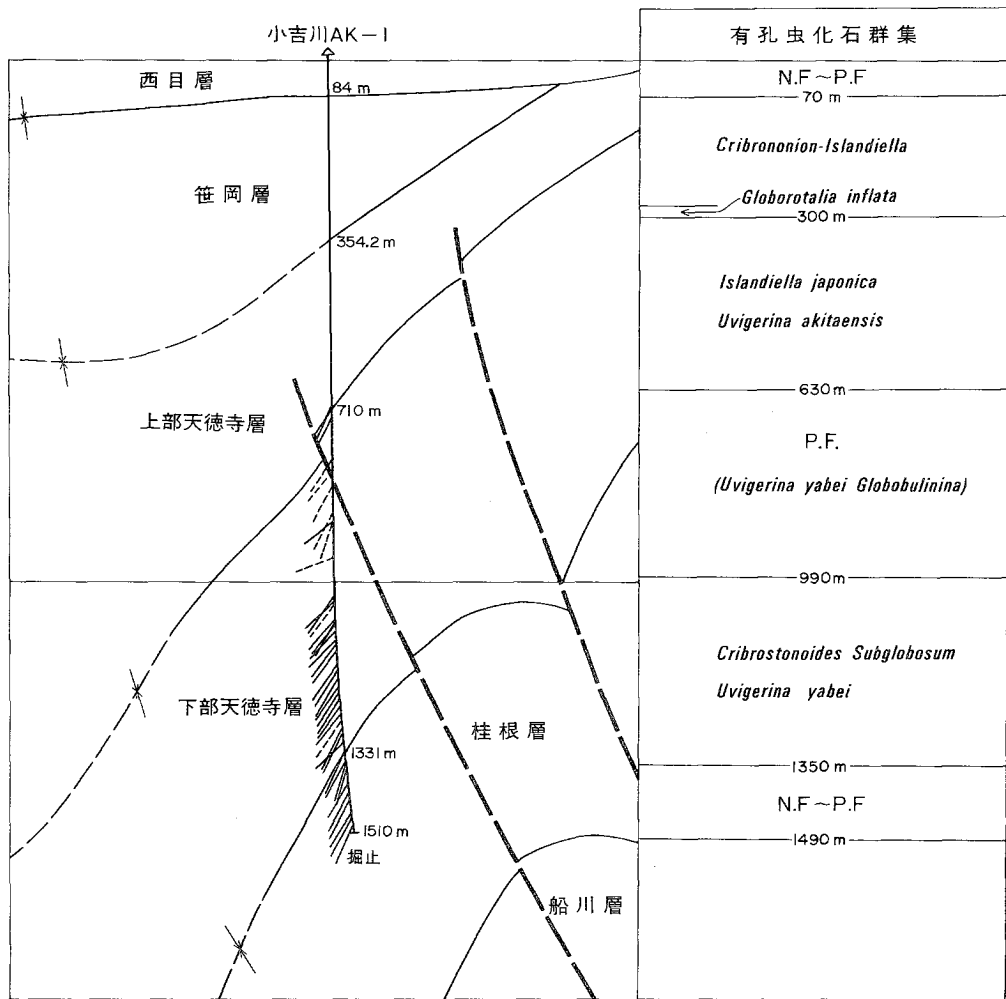 小吉川AK-1
西目層
84 m
笹岡層
354.2 m
上部天徳寺層
710 m
下部天徳寺層
1331 m
桂根層
1510 m
掘止
船川層
有孔虫化石群集
N.F~P.F
70 m
Cribrononion-Islandiella
Globorotalia inflata
300 m
Islandiella japonica
Uvigerina akitaensis
630m
P.F.
(Uvigerina yabei Globobulinina)
990m
Cribrostonoides Subglobosum
Uvigerina yabei
1350 m
N.F~P.F
1490m